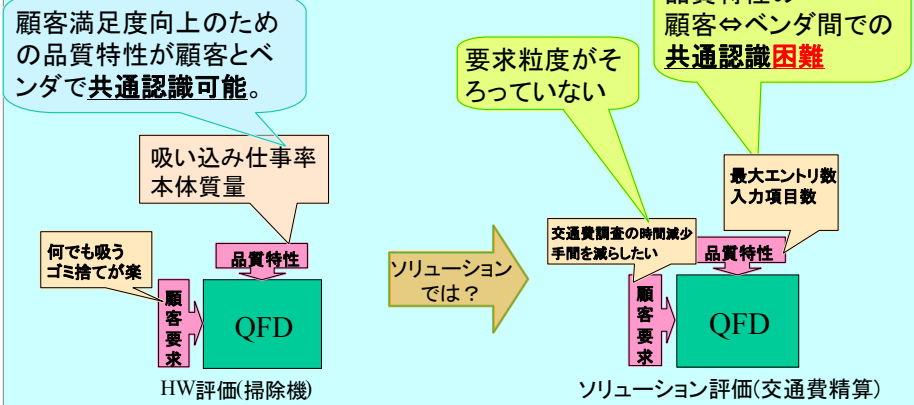 顧客満足度向上のため
の品質特性が顧客とベ
ンダで共通認識可能。
吸い込み仕事率
本体質量
何でも吸う
ゴミ捨てが楽
品質特性
顧客要求
QFD
HW評価(掃除機)
ソリューション
では？
要求粒度がそ
ろっていない
顧客⇔ベンダ間での
共通認識困難
最大エントリ数
入力項目数
交通費調査の時間減少
手間を減らしたい
品質特性
顧客要求
QFD
ソリューション評価(交通費精算)